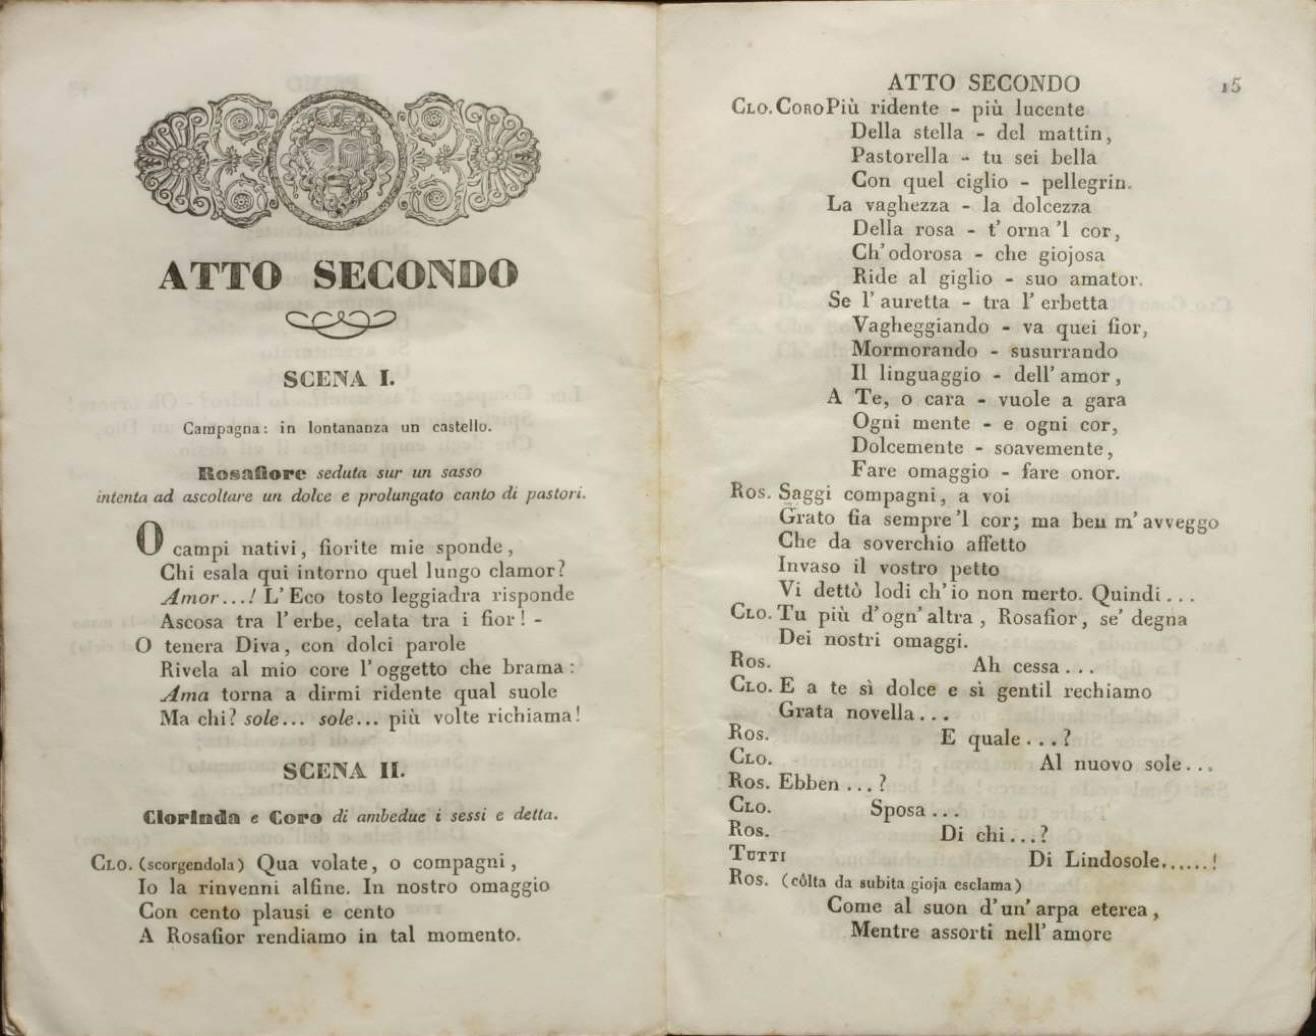 ATTO SECONDO
SCENA I.
Campagna: in lontananza un castello.
Rosafiore seduta sur un sasso
intenta ad ascoltare un dolce e prolungato canto di pastori.
O campi nativi, fiorite mie sponde,
Chi esala qui intorno quel lungo clamor?
Amor...! L'Eco tosto leggiadra risponde
Ascosa tra l'erbe, celata tra i fior! -
O tenera Diva, con dolci parole
Rivela al mio core l'oggetto che brama:
Ama torna a dirmi ridente qual suole
Ma chi? sole... sole... più volte richiama!
SCENA II.
Clorinda e Coro di ambedue i sessi e detta.
CLO. (scorgendola) Qua volate, o compagni,
Io la rinvenni alfine. In nostro omaggio
Con cento plausi e cento
A Rosafior rendiamo in tal momento.
ATTO SECONDO 15
CLO. CORO Più ridente - più lucente
Della stella - del mattin,
Pastorella - tu sei bella
Con quel ciglio - pellegrin.
La vaghezza - la dolcezza
Della rosa - t'orna'l cor,
Ch'odorosa - che giojosa
Ride al giglio - suo amator.
Se l'auretta - tra l'erbetta
Vagheggiando - va quei fior,
Mormorando - susurrando
Il linguaggio - dell'amor,
A Te, o cara - vuole a gara
Ogni mente - e ogni cor,
Dolcemente - soavemente,
Fare omaggio - fare onor.
ROS. Saggi compagni, a voi
Grato fia sempre'l cor; ma ben m'avveggo
Che da soverchio affetto
Invaso il vostro petto
Vi dettò lodi ch'io non merto. Quindi...
CLO. Tu più d'ogn'altra, Rosafior, se' degna
Dei nostri omaggi.
ROS. Ah cessa...
CLO. E a te sì dolce e sì gentil rechiamo
Grata novella...
ROS. E quale...?
CLO. Al nuovo sole...
ROS. Ebben...?
CLO. Sposa...
ROS. Di chi...?
TUTTI Di Lindosole......!
ROS. (côlta da subita gioja esclama)
Come al suon d'un'arpa eterea,
Mentre assorti nell'amore